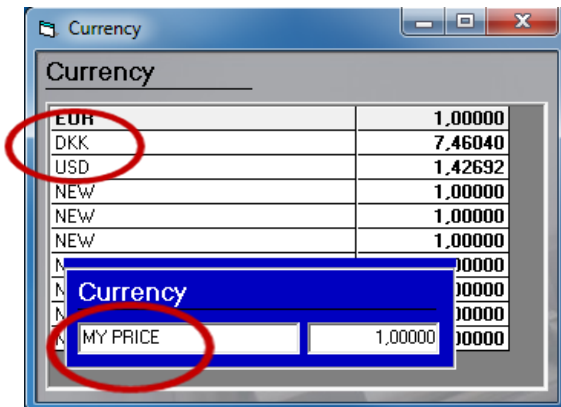 Currency
Currency
EUR 1,00000
DKK 7,46040
USD 1,42692
NEW 1,00000
NEW 1,00000
NEW 1,00000
Currency
MY PRICE 1,00000